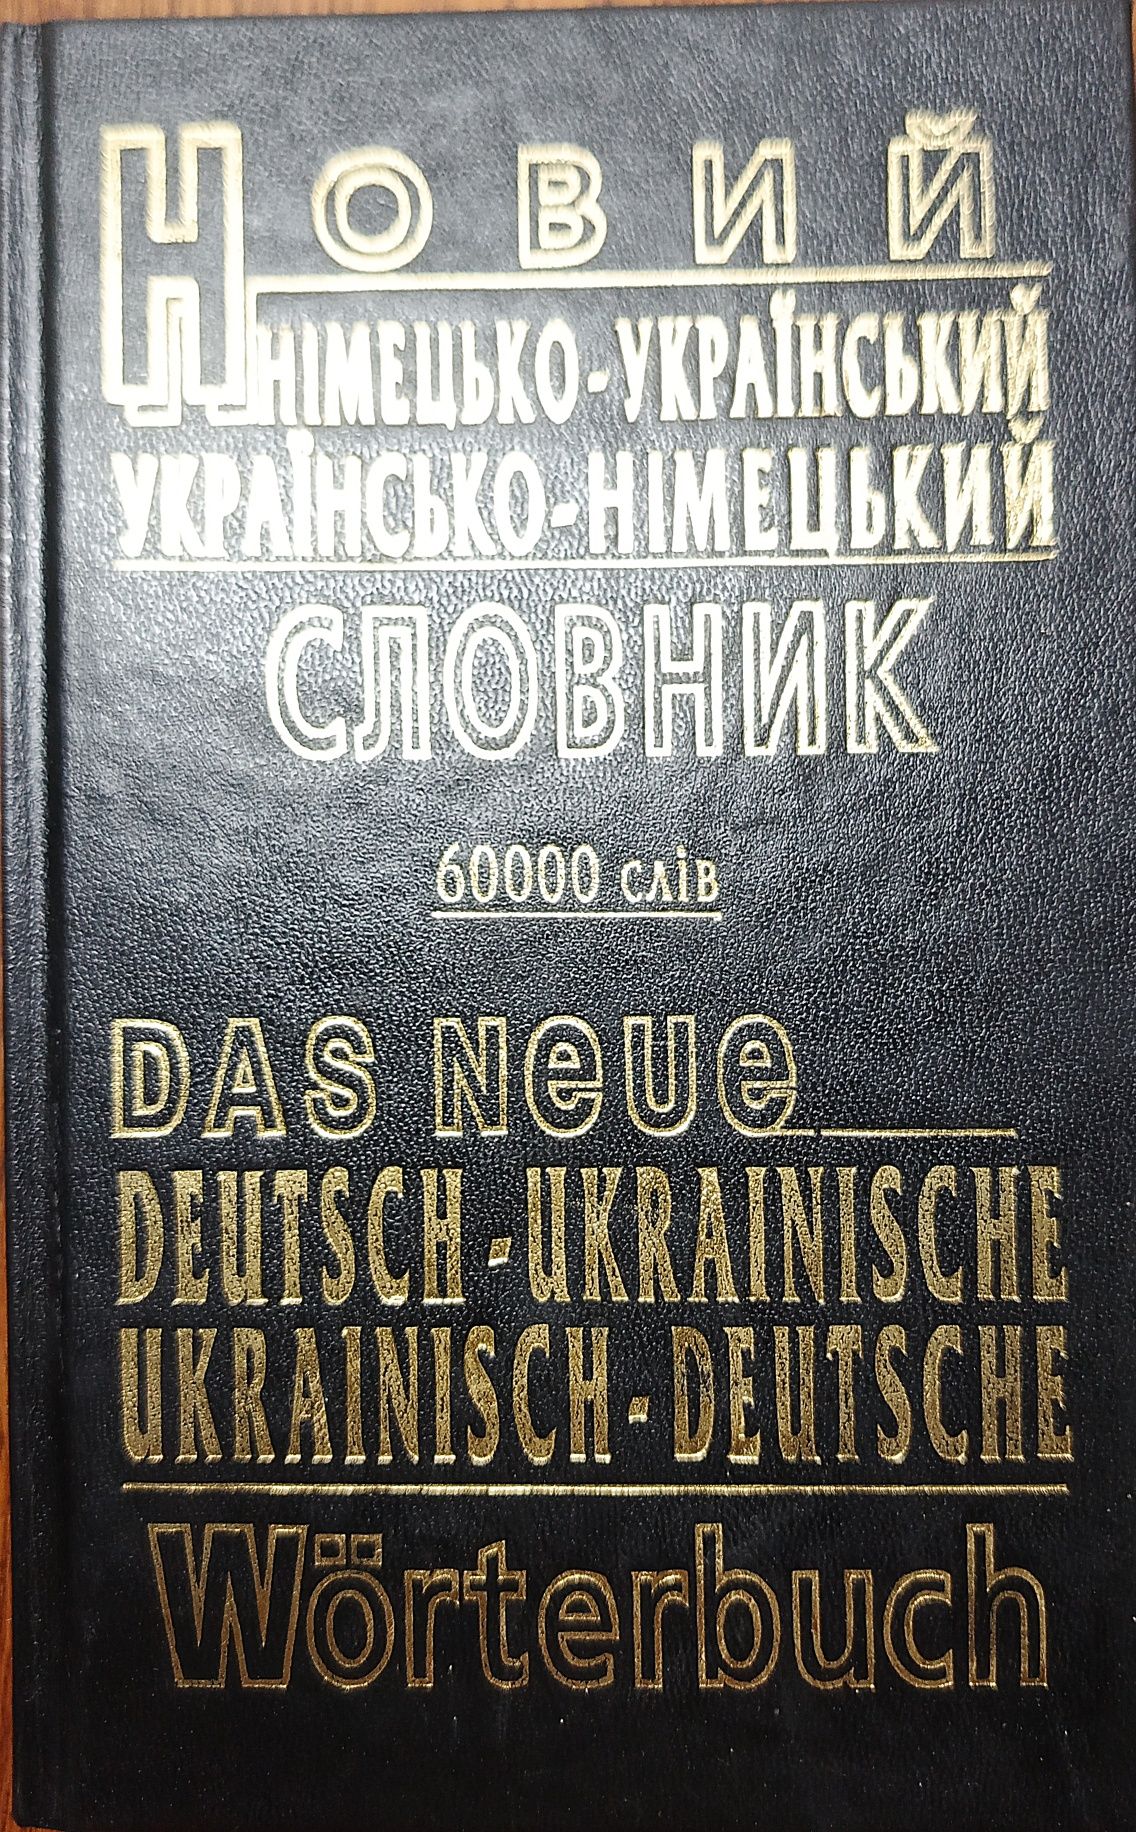 Новий
НІМЕЦЬКО-УКРАЇНСЬКИЙ
УКРАЇНСЬКО-НІМЕЦЬКИЙ
СЛОВНИК
60000 слів
DAS Neue
DEUTSCH-UKRAINISCHE
UKRAINISCH-DEUTSCHE
Wörterbuch